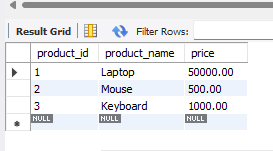 Result Grid Filter Rows:
product_id product_name price
1 Laptop 50000.00
2 Mouse 500.00
3 Keyboard 1000.00
NULL NULL NULL